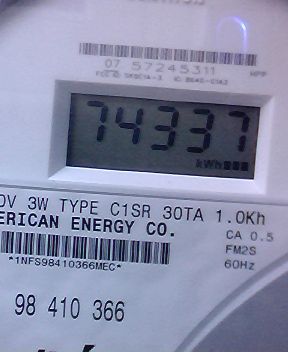 07 57245311
74337
kWh
0V 3W TYPE C1SR 30TA 1.0Kh
ERICAN ENERGY CO.
CA 0.5
FM2S
*1NFS98410366MEC*
60Hz
98 410 366